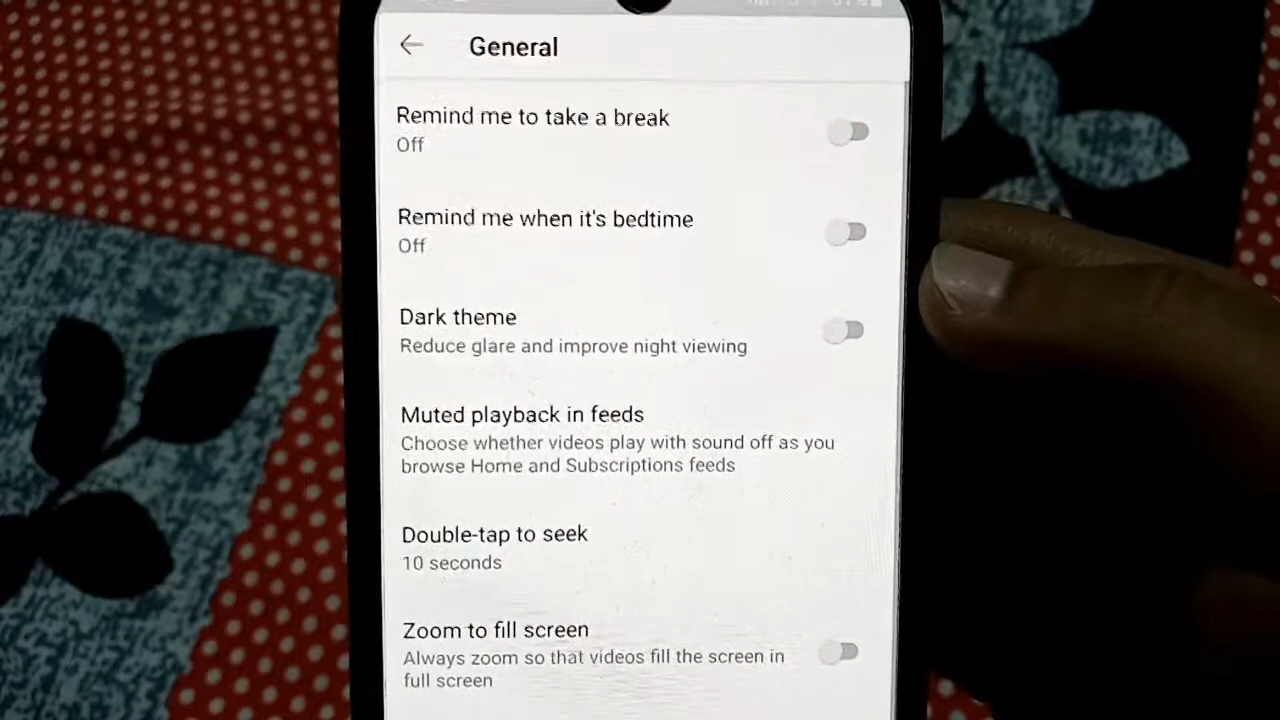 General
Remind me to take a break
Off
Remind me when it's bedtime
Off
Dark theme
Reduce glare and improve night viewing
Muted playback in feeds
Choose whether videos play with sound off as you
browse Home and Subscriptions feeds
Double-tap to seek
10 seconds
Zoom to fill screen
Always zoom so that videos fill the screen in
full screen